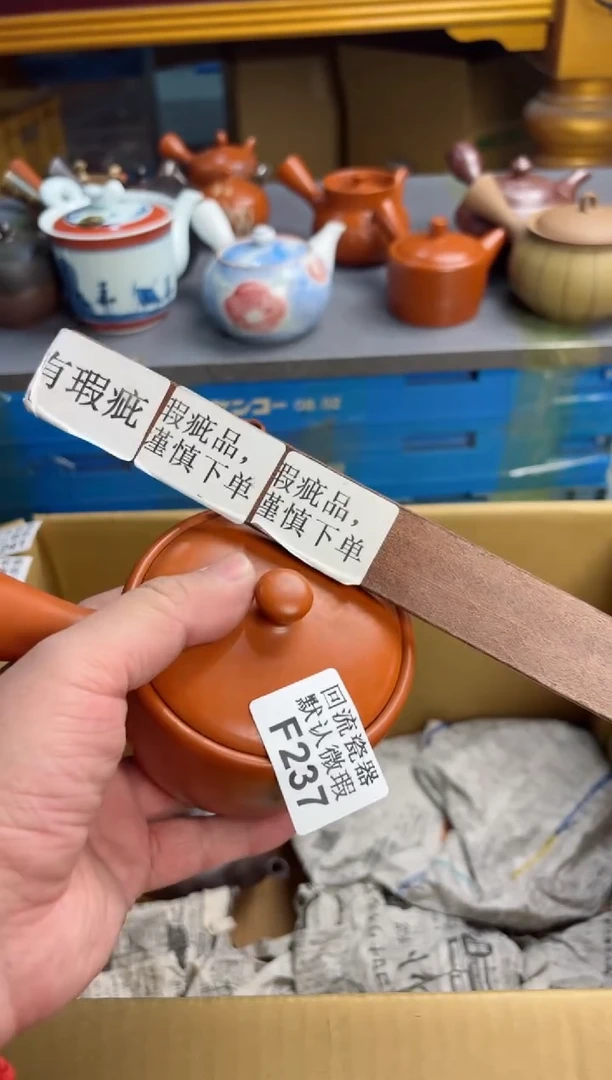 有瑕疵
瑕疵品，
谨慎下单
瑕疵品，
谨慎下单
回流瓷器
默认微瑕
F237